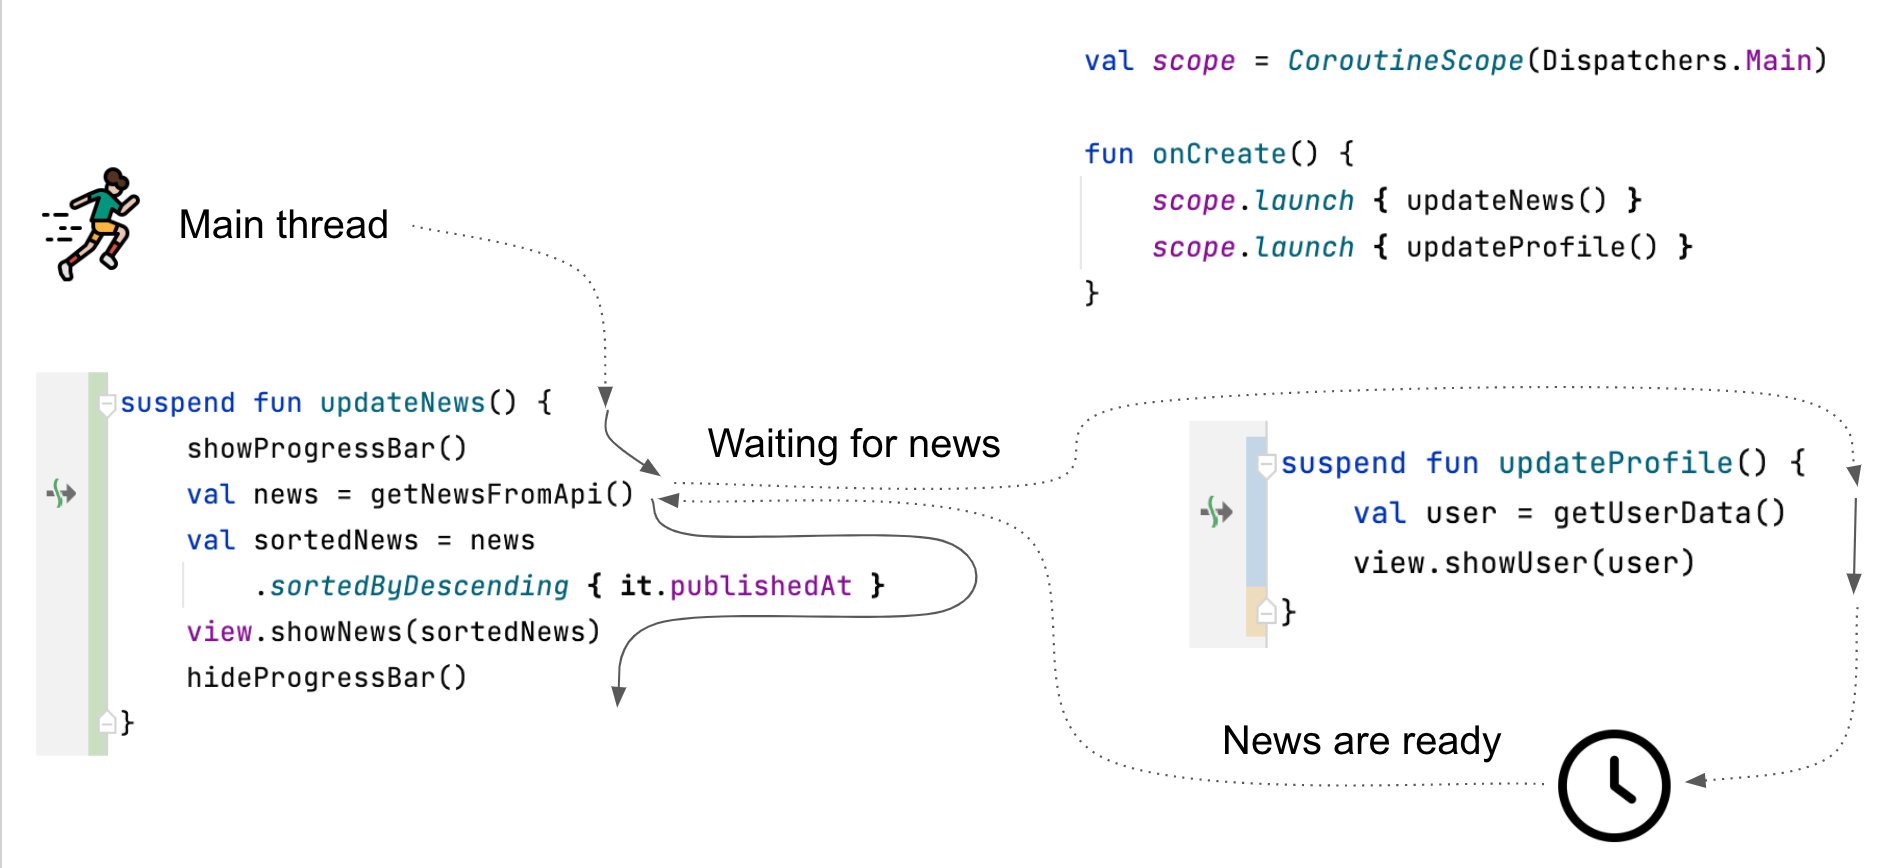 val scope = CoroutineScope(Dispatchers.Main)
fun onCreate() {
    scope.launch { updateNews() }
    scope.launch { updateProfile() }
}
Main thread
suspend fun updateNews() {
    showProgressBar()
    val news = getNewsFromApi()
    val sortedNews = news
        .sortedByDescending { it.publishedAt }
    view.showNews(sortedNews)
    hideProgressBar()
}
Waiting for news
suspend fun updateProfile() {
    val user = getUserData()
    view.showUser(user)
}
News are ready